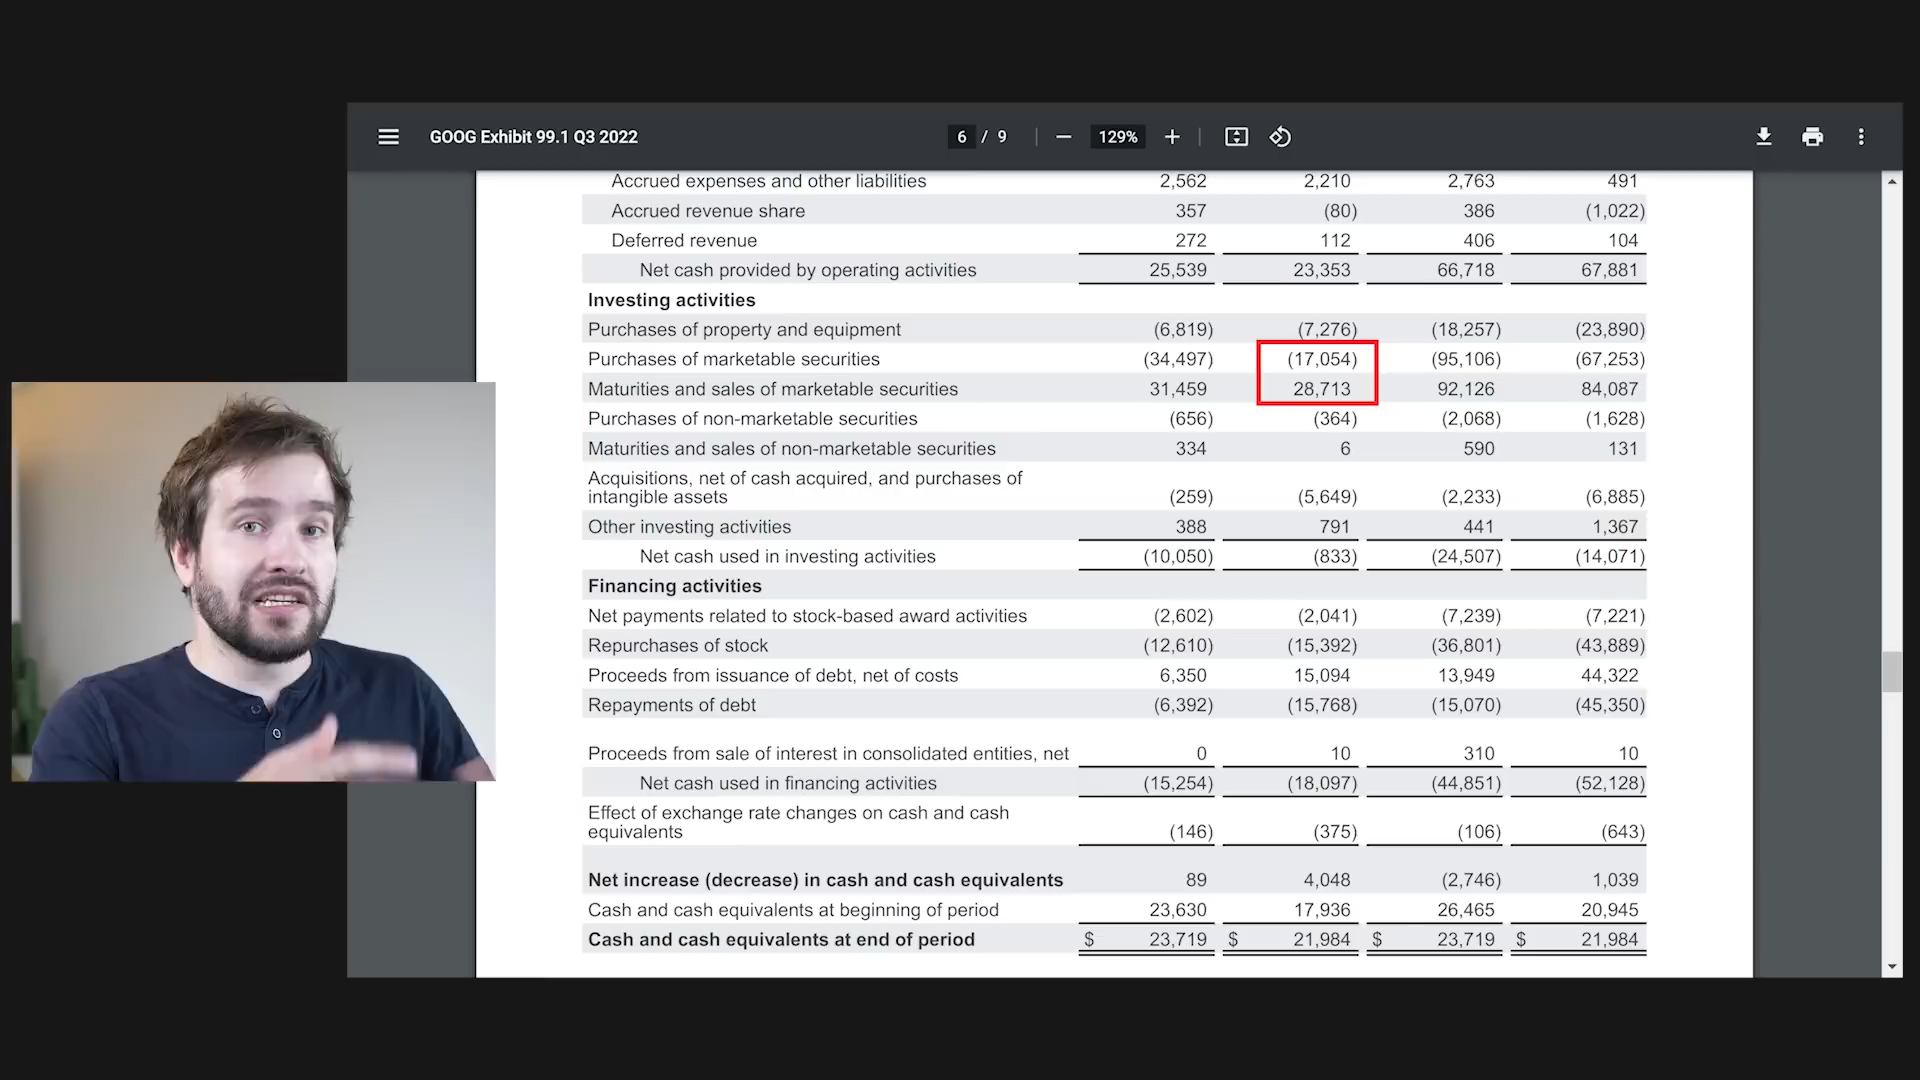 GOOG Exhibit 99.1 Q3 2022 6 / 9 129%
Accrued expenses and other liabilities 2,562 2,210 2,763 491
Accrued revenue share 357 (80) 386 (1,022)
Deferred revenue 272 112 406 104
Net cash provided by operating activities 25,539 23,353 66,718 67,881
Investing activities
Purchases of property and equipment (6,819) (7,276) (18,257) (23,890)
Purchases of marketable securities (34,497) (17,054) (95,106) (67,253)
Maturities and sales of marketable securities 31,459 28,713 92,126 84,087
Purchases of non-marketable securities (656) (364) (2,068) (1,628)
Maturities and sales of non-marketable securities 334 6 590 131
Acquisitions, net of cash acquired, and purchases of
intangible assets (259) (5,649) (2,233) (6,885)
Other investing activities 388 791 441 1,367
Net cash used in investing activities (10,050) (833) (24,507) (14,071)
Financing activities
Net payments related to stock-based award activities (2,602) (2,041) (7,239) (7,221)
Repurchases of stock (12,610) (15,392) (36,801) (43,889)
Proceeds from issuance of debt, net of costs 6,350 15,094 13,949 44,322
Repayments of debt (6,392) (15,768) (15,070) (45,350)
Proceeds from sale of interest in consolidated entities, net 0 10 310 10
Net cash used in financing activities (15,254) (18,097) (44,851) (52,128)
Effect of exchange rate changes on cash and cash
equivalents (146) (375) (106) (643)
Net increase (decrease) in cash and cash equivalents 89 4,048 (2,746) 1,039
Cash and cash equivalents at beginning of period 23,630 17,936 26,465 20,945
Cash and cash equivalents at end of period $ 23,719 $ 21,984 $ 23,719 $ 21,984